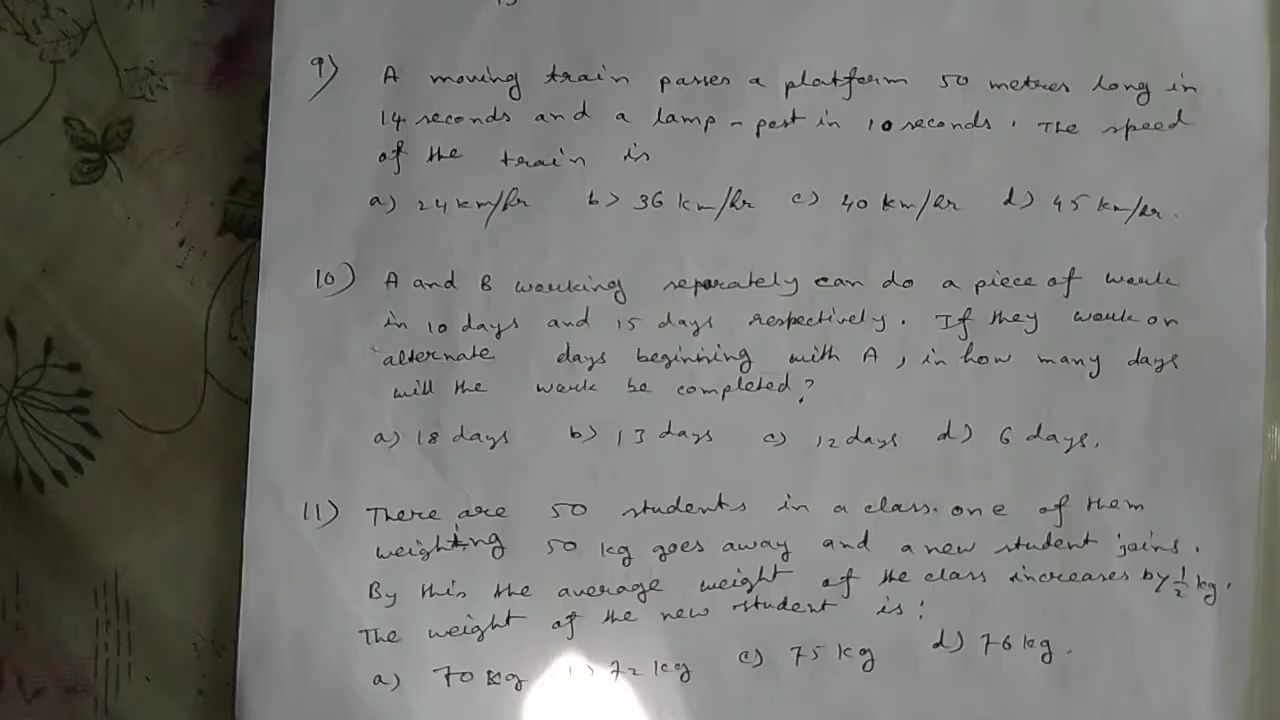 9) A moving train passes a platform 50 metres long in
14 seconds and a lamp-post in 10 seconds. The speed
of the train is
a) 24 km/hr b) 36 km/hr c) 40 km/hr d) 45 km/hr.
10) A and B working separately can do a piece of work
in 10 days and 15 days respectively. If they work on
alternate days beginning with A, in how many days
will the work be completed?
a) 18 days b) 13 days c) 12 days d) 6 days.
11) There are 50 students in a class. one of them
weighting 50 kg goes away and a new student joins.
By this the average weight of the class increases by 1/2 kg.
The weight of the new student is:
a) 70 kg 72 kg c) 75 kg d) 76 kg.